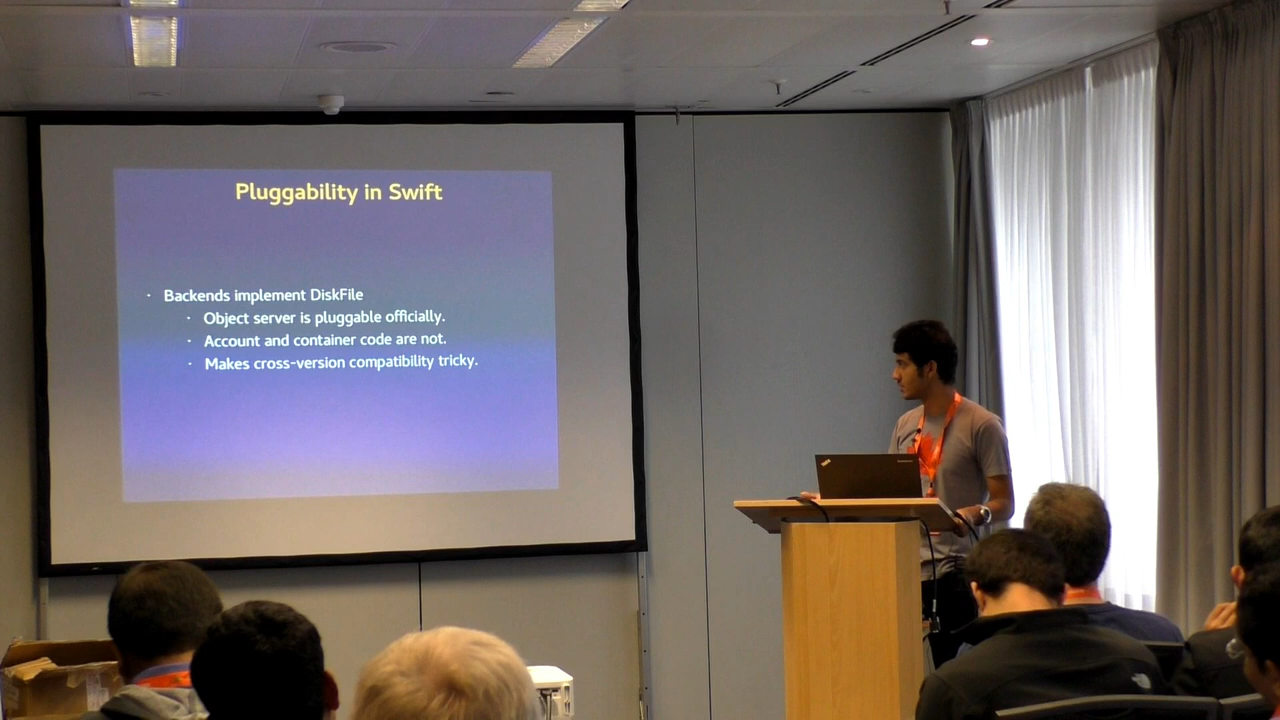 Pluggability in Swift
· Backends implement DiskFile
· Object server is pluggable officially.
· Account and container code are not.
· Makes cross-version compatibility tricky.